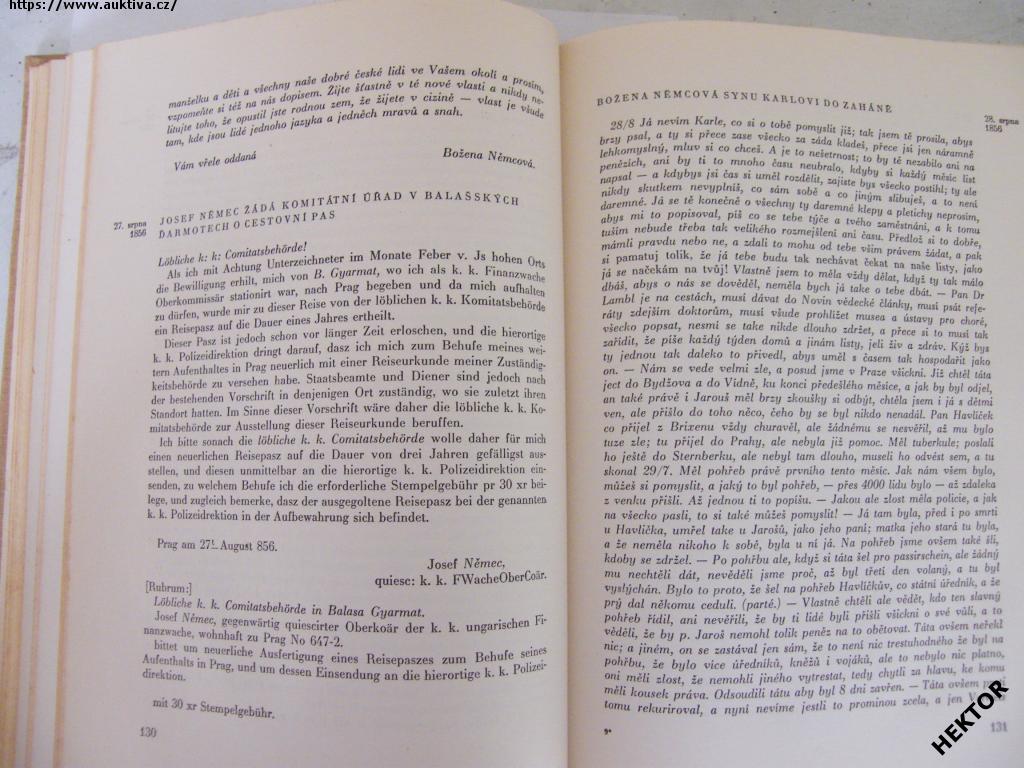 https://www.auktiva.cz/
manželku a děti a všechny naše dobré české lidi ve Vašem okolí a prosím,
vzpomeňte si též na nás dopisem. Žijte šťastně v té nové vlasti a nikdy ne-
litujte toho, že opustil jste rodnou zem, že žijete v cizině — vlast je všude
tam, kde jsou lidé jednoho jazyka a jedněch mravů a snah.
Vám vřele oddaná
Božena Němcová.
27. srpna
1856
JOSEF NĚMEC ŽÁDÁ KOMITÁTNÍ ÚŘAD V BALAŠSKÝCH
ĎARMOTECH O CESTOVNÍ PAS
Löbliche k: k: Comitatsbehörde!
Als ich mit Achtung Unterzeichneter im Monate Feber v. Js hohen Orts
die Bewilligung erhilt, mich von B. Gyarmat, wo ich als k. k. Finanzwache
Oberkommissär stationirt war, nach Prag begeben und da mich aufhalten
zu dürfen, wurde mir zu dieser Reise von der löblichen k. k. Komitatsbehörde
ein Reisepasz auf die Dauer eines Jahres ertheilt.
Dieser Pasz ist jedoch schon vor länger Zeit erloschen, und die hierortige
k. k. Polizeidirektion dringt darauf, dasz ich mich zum Behufe meines wei-
tern Aufenthaltes in Prag neuerlich mit einer Reiseurkunde meiner Zuständig-
keitsbehörde zu versehen habe. Staatsbeamte und Diener sind jedoch nach
der bestehenden Vorschrift in denjenigen Ort zuständig, wo sie zuletzt ihren
Standort hatten. Im Sinne dieser Vorschrift wäre daher die löbliche k. k. Ko-
mitatsbehörde zur Ausstellung dieser Reiseurkunde beruffen.
Ich bitte sonach die löbliche k. k. Comitatsbehörde wolle daher für mich
einen neuerlichen Reisepasz auf die Dauer von drei Jahren gefälligst aus-
stellen, und diesen unmittelbar an die hierortige k. k. Polizeidirektion ein-
senden, zu welchem Behufe ich die erforderliche Stempelgebühr pr 30 xr bei-
lege, und zugleich bemerke, dasz der ausgegoltene Reisepasz bei der genannten
k. k. Polizeidirektion in der Aufbewahrung sich befindet.
Prag am 27t August 856.
Josef Němec,
quiesc: k. k. FWacheOberCoär.
[Rubrum:]
Löbliche k. k. Comitatsbehörde in Balasa Gyarmat.
Josef Němec, gegenwärtig quiescirter Oberkoär der k. k. ungarischen Fi-
nanzwache, wohnhaft zu Prag No 647-2.
bittet um neuerliche Ausfertigung eines Reisepaszes zum Behufe seines
Aufenthalts in Prag, und um dessen Einsendung an die hierortige k. k. Polizei-
direktion.
mit 30 xr Stempelgebühr.
130
BOŽENA NĚMCOVÁ SYNU KARLOVI DO ZAHÁNĚ
28. srpna
1856
28/8 Já nevím Karle, co si o tobě pomyslit již; tak jsem tě prosila, abys
brzy psal, a ty si přece zase všecko za záda kladeš, přece jsi jen náramně
lehkomyslný, mluv si co chceš. A je to nešetrnost; to by tě nezabilo ani na
penězích, ani by ti to mnoho času neubralo, kdyby si každý měsíc list
napsal — a kdybys jsi čas si uměl rozdělit, zajiste bys všecko postihl; ty ale
nikdy skutkem nevyplníš, co sám sobě a co jiným slibuješ, a to není
daremné. Já se tě konečně o všechny ty daremné klepy a pletichy neprosím,
abys mi to popisoval, piš co se tebe týče a tvého zaměstnání, a k tomu
tuším nebude třeba tak velikého rozmejšlení ani času. Předlož si to dobře,
mámli pravdu nebo ne, a zdali to mohu od tebe vším právem žádat, a pak
si pamatuj tolik, že já tebe budu tak nechávat čekat na naše listy, jako
já se načekám na tvůj! Vlastně jsem to měla vždy dělat, když ty tak málo
dbáš, abys o nás se dověděl, neměla bych já take o tebe dbát. — Pan Dr
Lambl je na cestách, musí dávat do Novin vědecké články, musí psát refe-
ráty zdejším doktorům, musí všude prohlížet musea a ústavy pro choré,
všecko popsat, nesmí se take nikde dlouho zdržet, a přece si to musí tak
zařídit, že píše každý týden domů a jinám listy, jeli živ a zdráv. Kýž bys
ty jednou tak daleko to přivedl, abys uměl s časem tak hospodařit jako
on. — Nám se vede velmi zle, a posud jsme v Praze všickni. Již chtěl táta
ject do Bydžova a do Vidně, ku konci předešlého měsíce, a jak by byl odjel,
an také právě i Jarouš měl brzy zkoušky si odbýt, chtěla jsem i já s dětmi
ven, ale přišlo do toho něco, čeho by se byl nikdo nenadál. Pan Havlíček
co přijel z Brixenu vždy churavěl, ale žádnému se nesvěřil, až mu bylo
tuze zle; tu přijel do Prahy, ale nebyla již pomoc. Měl tuberkule; poslali
ho ještě do Šternberku, ale nebyl tam dlouho, museli ho odvést sem, a tu
skonal 29/7. Měl pohřeb právě prvního tento měsíc. Jak nám všem bylo,
můžeš si pomyslit, a jaký to byl pohřeb, — přes 4000 lidu bylo — až zdaleka
z venku přišli. Až jednou ti to popíšu. — Jakou ale zlost měla policie, a jak
na všecko pasli, to si také můžeš pomyslit! — Já tam byla, před i po smrti
u Havlíčka, umřel take u Jarošů, jako jeho paní; matka jeho stará tu byla,
a že neměla nikoho k sobě, byla u ní já. Na pohřeb jsme ovšem také šli,
kdoby se zdržel. — Po pohřbu ale, když si táta šel pro passirschein, ale žádný
mu nechtěli dát, nevěděli jsme proč, až byl třetí den volaný, a tu byl
vyslýchán. Bylo to proto, že šel na pohřeb Havlíčkův, co státní úředník, a že
prý dal někomu ceduli. (parté.) — Vlastně chtěli ale vědět, kdo ten slavný
pohřeb řídil, ani nevěřili, že by ti lidé byli přišli všickni o své vůli, a to
věděli, že by p. Jaroš nemohl tolik peněz na to obětovat. Táta ovšem neřekl
nic; a jiném, on se zastával jen sám, že to není nic trestuhodného že byl na
pohřbu, že bylo více úředníků, kněží i vojáků, ale to nebylo nic platno,
oni měli zlost, že nemohli jiného vytrestat, tedy chytli za hlavu, ke komu
měli kousek práva. Odsoudili tátu aby byl 8 dni zavřen. — Táta ovšem proti
tomu rekuriroval, a nyní nevíme jestli to prominou zcela, a jen
9*
131
HEKTOR